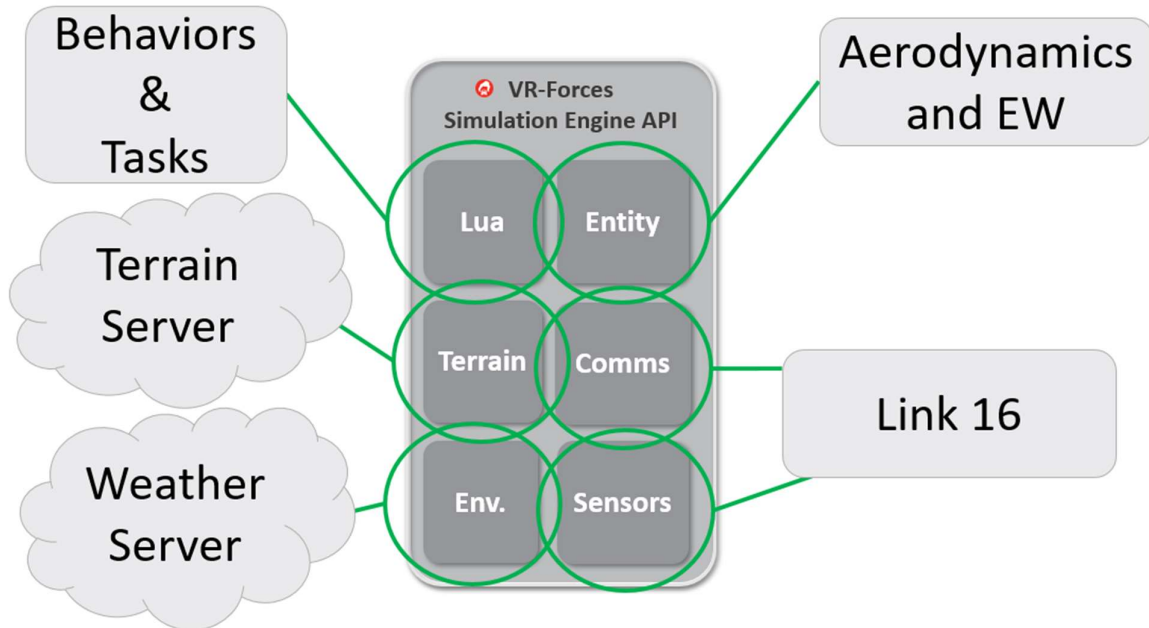 Behaviors
&
Tasks
Terrain
Server
Weather
Server
VR-Forces
Simulation Engine API
Lua
Entity
Terrain
Comms
Env.
Sensors
Aerodynamics
and EW
Link 16